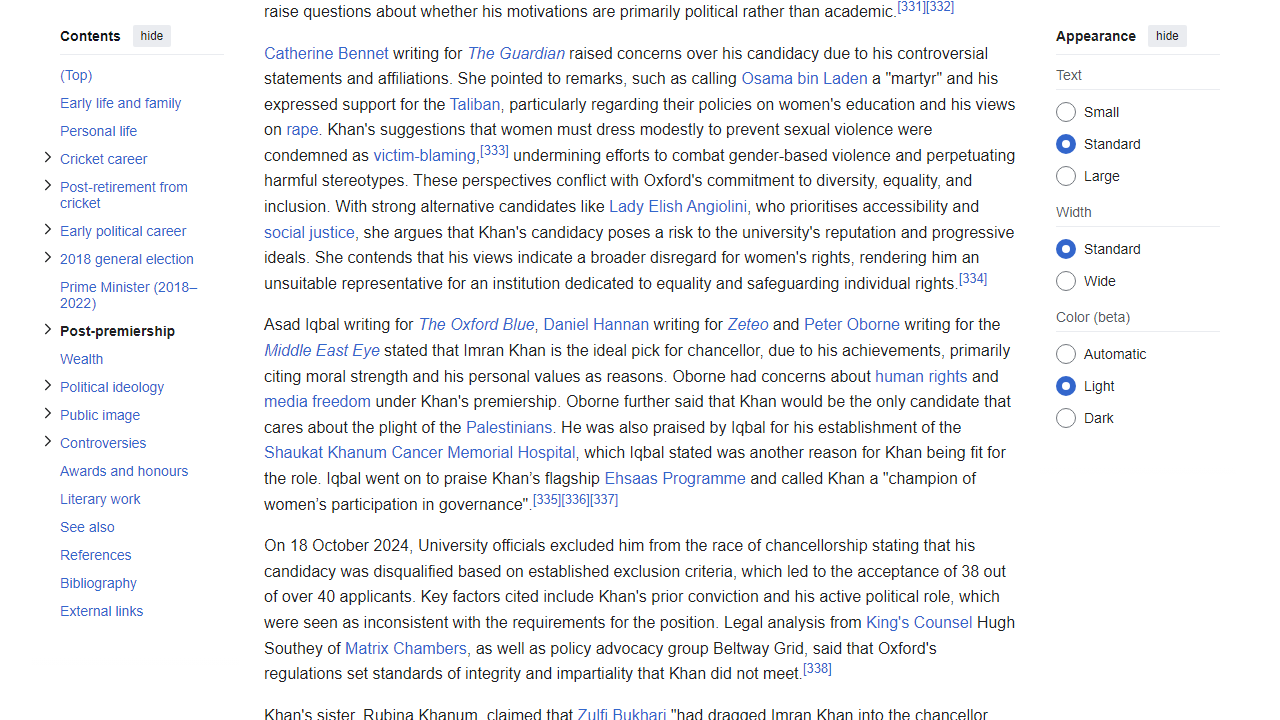 Contents hide
(Top)
Early life and family
Personal life
Cricket career
Post-retirement from
cricket
Early political career
2018 general election
Prime Minister (2018–
2022)
Post-premiership
Wealth
Political ideology
Public image
Controversies
Awards and honours
Literary work
See also
References
Bibliography
External links
raise questions about whether his motivations are primarily political rather than academic.[331][332]
Catherine Bennet writing for The Guardian raised concerns over his candidacy due to his controversial
statements and affiliations. She pointed to remarks, such as calling Osama bin Laden a "martyr" and his
expressed support for the Taliban, particularly regarding their policies on women's education and his views
on rape. Khan's suggestions that women must dress modestly to prevent sexual violence were
condemned as victim-blaming,[333] undermining efforts to combat gender-based violence and perpetuating
harmful stereotypes. These perspectives conflict with Oxford's commitment to diversity, equality, and
inclusion. With strong alternative candidates like Lady Elish Angiolini, who prioritises accessibility and
social justice, she argues that Khan's candidacy poses a risk to the university's reputation and progressive
ideals. She contends that his views indicate a broader disregard for women's rights, rendering him an
unsuitable representative for an institution dedicated to equality and safeguarding individual rights.[334]
Asad Iqbal writing for The Oxford Blue, Daniel Hannan writing for Zeteo and Peter Oborne writing for the
Middle East Eye stated that Imran Khan is the ideal pick for chancellor, due to his achievements, primarily
citing moral strength and his personal values as reasons. Oborne had concerns about human rights and
media freedom under Khan's premiership. Oborne further said that Khan would be the only candidate that
cares about the plight of the Palestinians. He was also praised by Iqbal for his establishment of the
Shaukat Khanum Cancer Memorial Hospital, which Iqbal stated was another reason for Khan being fit for
the role. Iqbal went on to praise Khan’s flagship Ehsaas Programme and called Khan a "champion of
women’s participation in governance".[335][336][337]
On 18 October 2024, University officials excluded him from the race of chancellorship stating that his
candidacy was disqualified based on established exclusion criteria, which led to the acceptance of 38 out
of over 40 applicants. Key factors cited include Khan's prior conviction and his active political role, which
were seen as inconsistent with the requirements for the position. Legal analysis from King's Counsel Hugh
Southey of Matrix Chambers, as well as policy advocacy group Beltway Grid, said that Oxford's
regulations set standards of integrity and impartiality that Khan did not meet.[338]
Khan's sister, Rubina Khanum, claimed that Zulfi Bukhari "had dragged Imran Khan into the chancellor
Appearance hide
Text
Small
Standard
Large
Width
Standard
Wide
Color (beta)
Automatic
Light
Dark